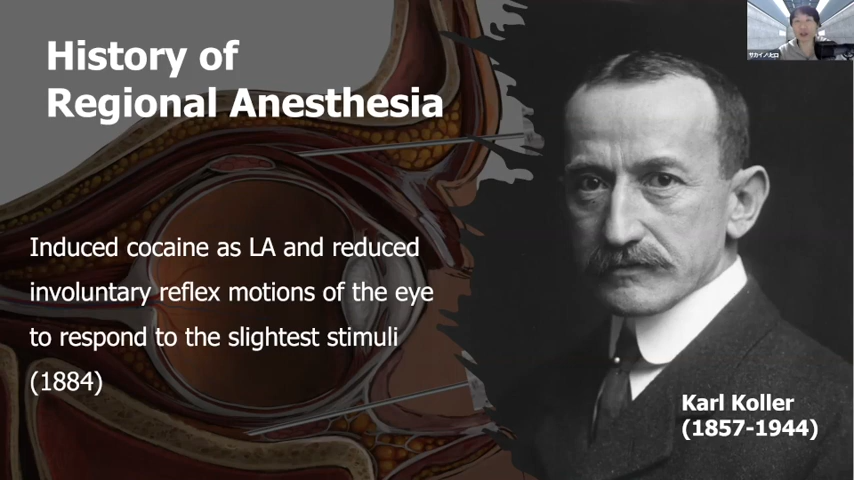 History of
Regional Anesthesia
Induced cocaine as LA and reduced
involuntary reflex motions of the eye
to respond to the slightest stimuli
(1884)
Karl Koller
(1857-1944)